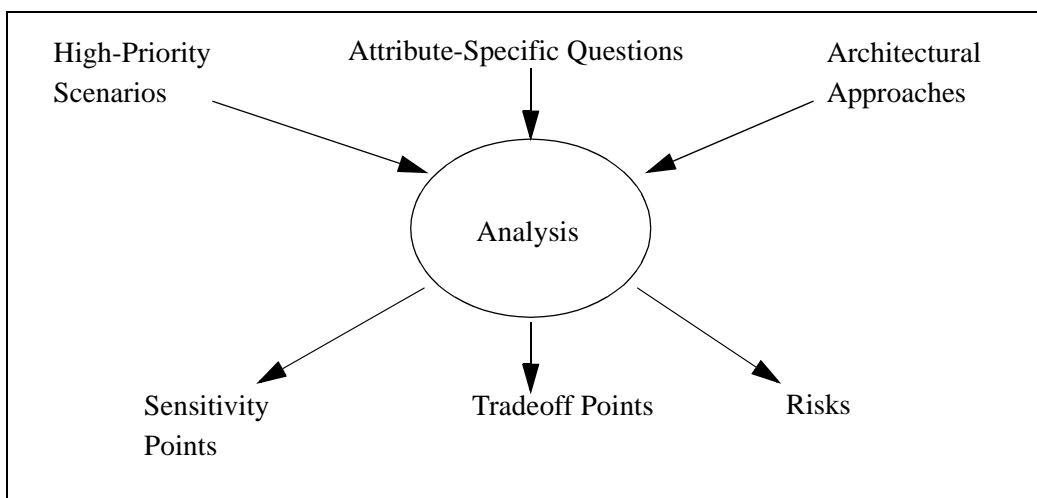 High-Priority
Scenarios
Attribute-Specific Questions
Architectural
Approaches
Analysis
Sensitivity
Points
Tradeoff Points
Risks